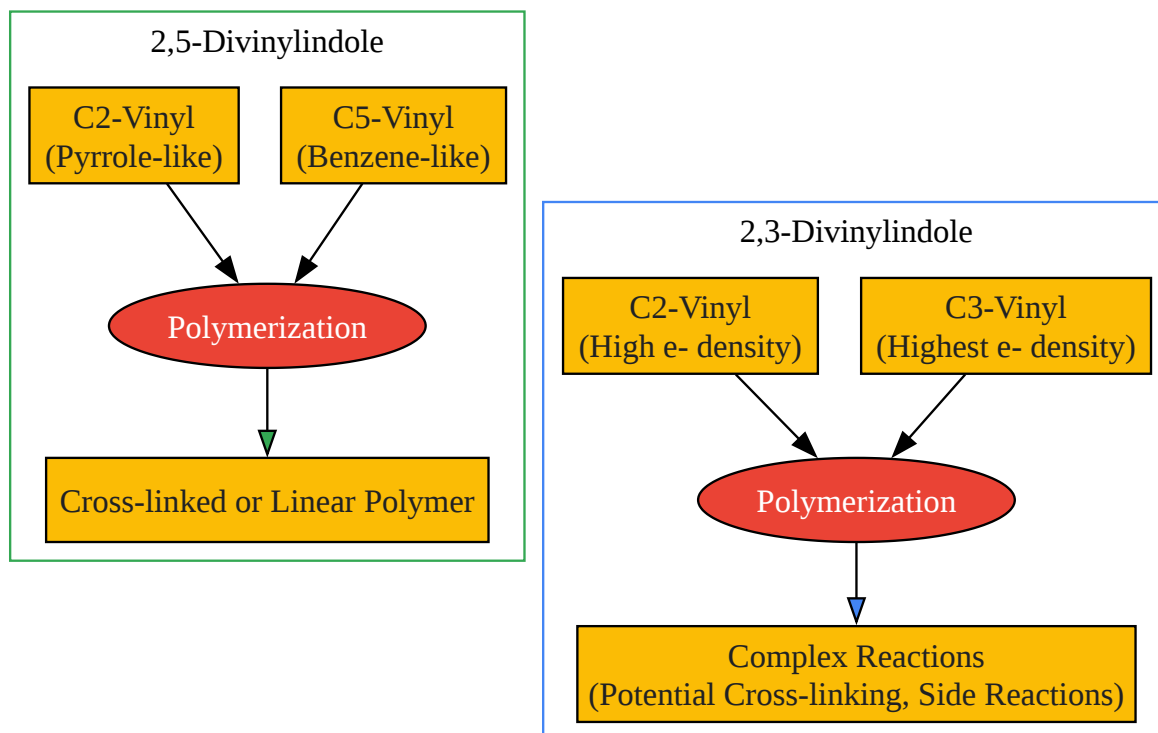 2,5-Divinylindole
C2-Vinyl
(Pyrrole-like)
C5-Vinyl
(Benzene-like)
Polymerization
Cross-linked or Linear Polymer
2,3-Divinylindole
C2-Vinyl
(High e- density)
C3-Vinyl
(Highest e- density)
Polymerization
Complex Reactions
(Potential Cross-linking, Side Reactions)